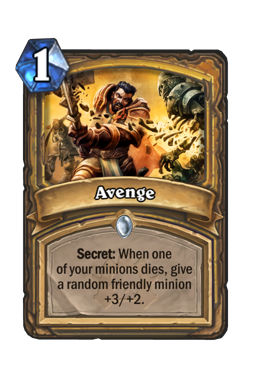 1
Avenge
Secret: When one
of your minions dies, give
a random friendly minion
+3/+2.